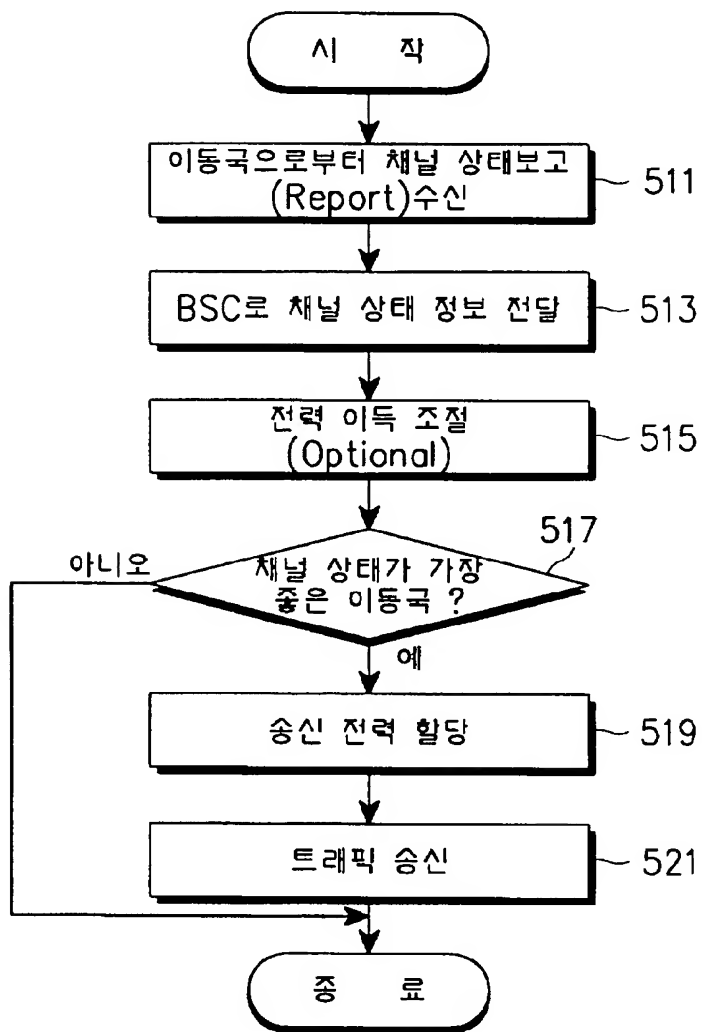 시 작
이동국으로부터 채널 상태보고
(Report)수신
511
BSC로 채널 상태 정보 전달
513
전력 이득 조절
(Optional)
515
517
아니오
채널 상태가 가장
좋은 이동국 ?
예
송신 전력 할당
519
트래픽 송신
521
종 료